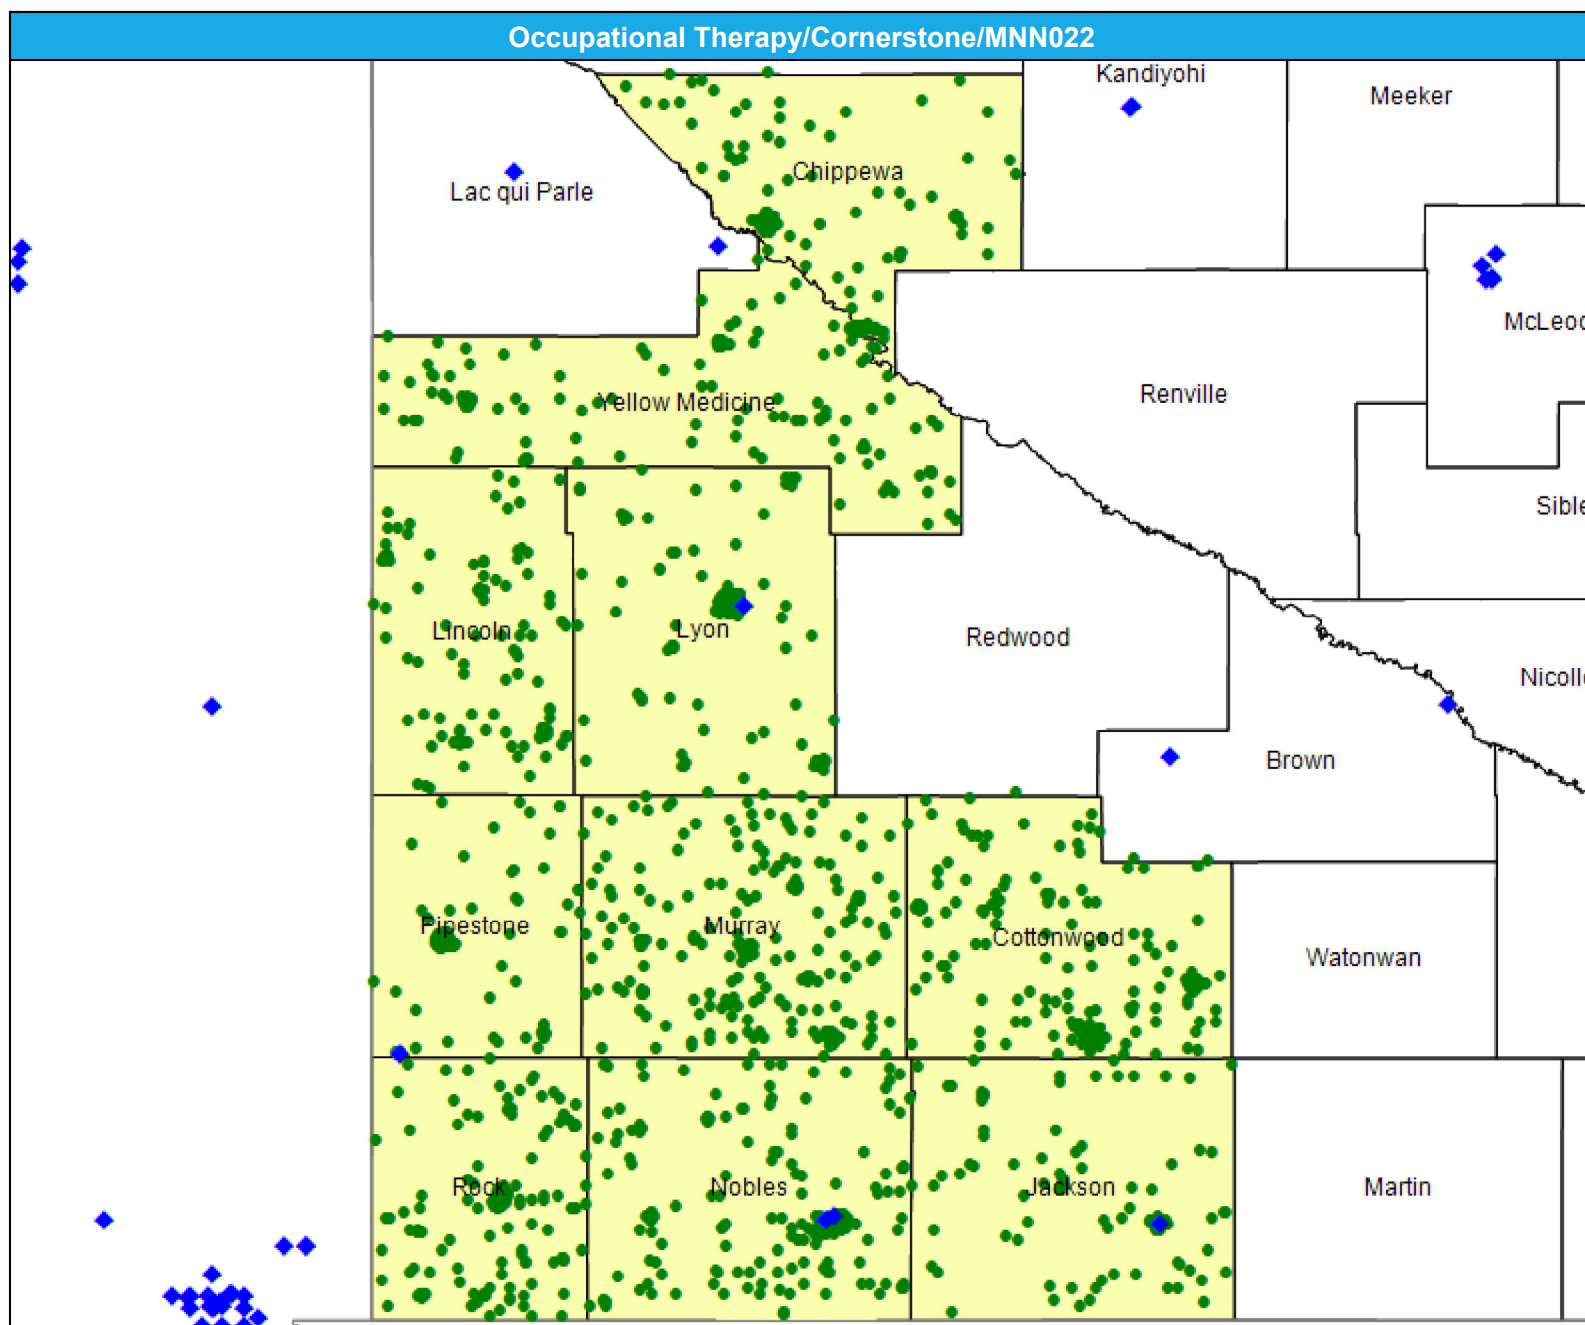 Occupational Therapy/Cornerstone/MNN022
Kandiyohi
Meeker
Chippewa
Lac qui Parle
McLeod
Renville
Yellow Medicine
Sible
Lincoln
Lyon
Redwood
Nicolle
Brown
Pipestone
Murray
Cottonwood
Watonwan
Rock
Nobles
Jackson
Martin